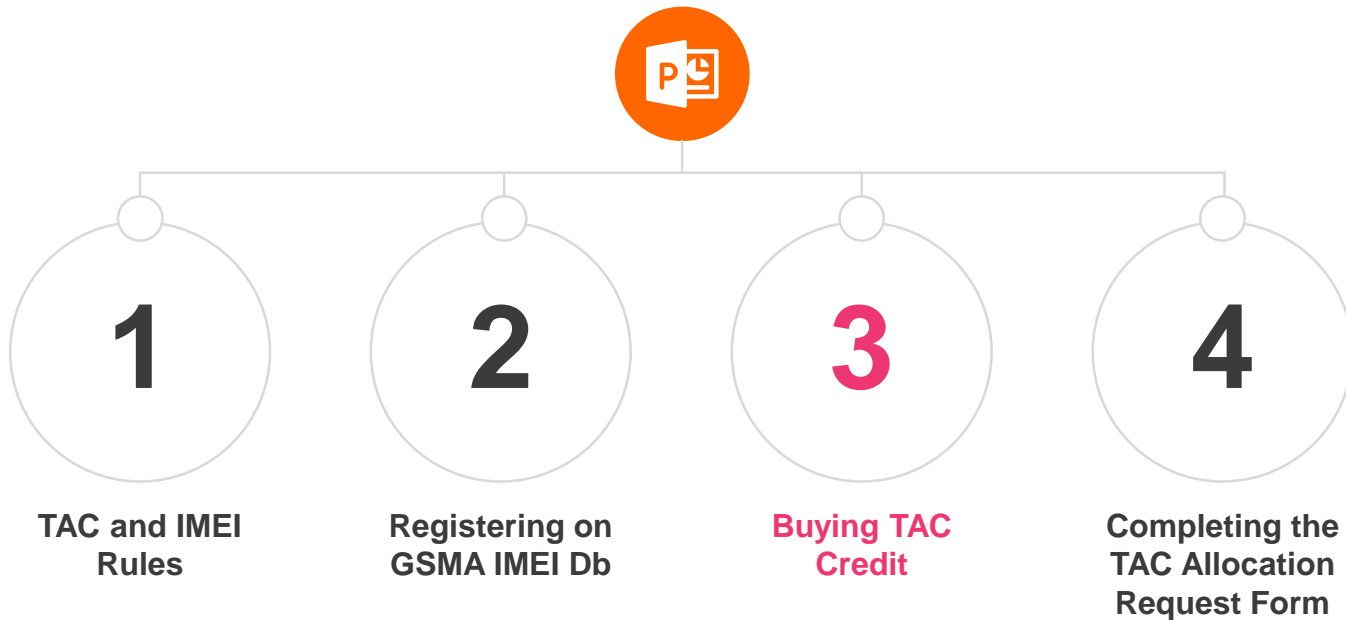 P
1
2
3
4
TAC and IMEI
Rules
Registering on
GSMA IMEI Db
Buying TAC
Credit
Completing the
TAC Allocation
Request Form